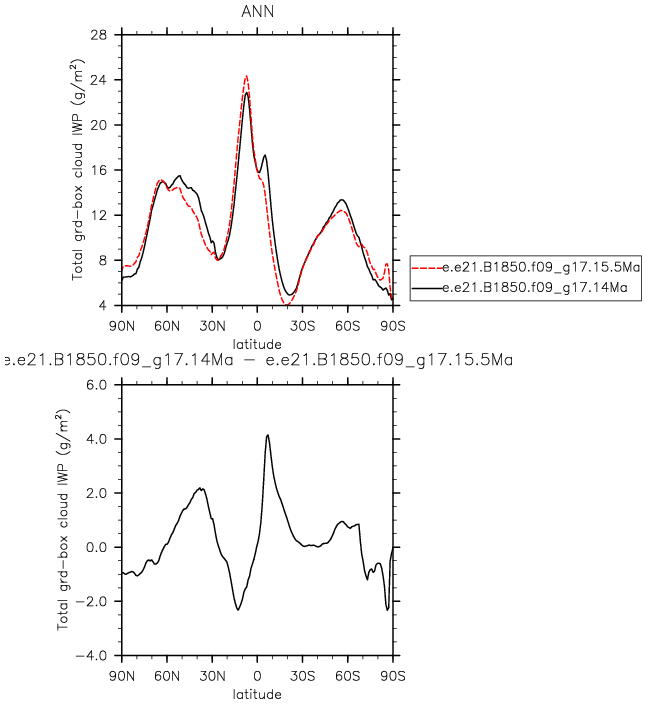 ANN
28
24
20
16
12
8
4
Total grd-box cloud IWP (g/m²)
90N 60N 30N 0 30S 60S 90S
latitude
e.e21.B1850.f09_g17.15.5Ma
e.e21.B1850.f09_g17.14Ma
e.e21.B1850.f09_g17.14Ma - e.e21.B1850.f09_g17.15.5Ma
6.0
4.0
2.0
0.0
-2.0
-4.0
Total grd-box cloud IWP (g/m²)
90N 60N 30N 0 30S 60S 90S
latitude